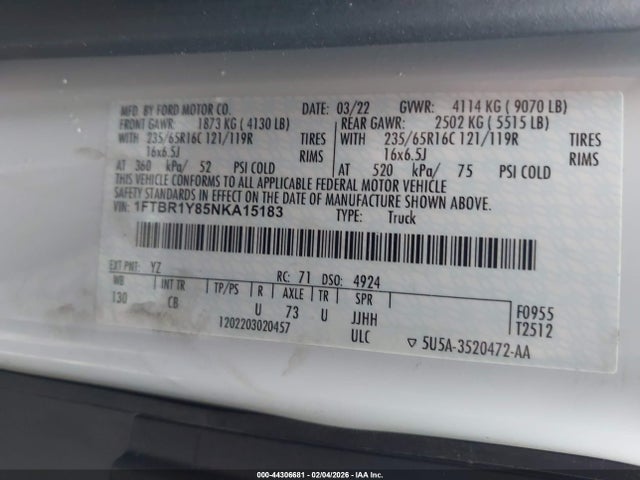 MFD. BY FORD MOTOR CO. DATE: 03/22 GVWR: 4114 KG ( 9070 LB)
FRONT GAWR: 1873 KG ( 4130 LB) REAR GAWR: 2502 KG ( 5515 LB)
WITH 235/65R16C 121/119R TIRES WITH 235/65R16C 121/119R TIRES
16x6.5J RIMS 16x6.5J RIMS
AT 360 kPa/ 52 PSI COLD AT 520 kPa/ 75 PSI COLD
THIS VEHICLE CONFORMS TO ALL APPLICABLE FEDERAL MOTOR VEHICLE
SAFETY STANDARDS IN EFFECT ON THE DATE OF MANUFACTURE SHOWN ABOVE.
VIN: 1FTBR1Y85NKA15183 TYPE: Truck
EXT PNT: YZ RC: 71 DSO: 4924
WB INT TR TP/PS R AXLE TR SPR
130 CB U 73 U JJHH F0955
1202203020457 ULC T2512
▽ 5U5A-3520472-AA
000-44306681 - 02/04/2026 - IAA Inc.